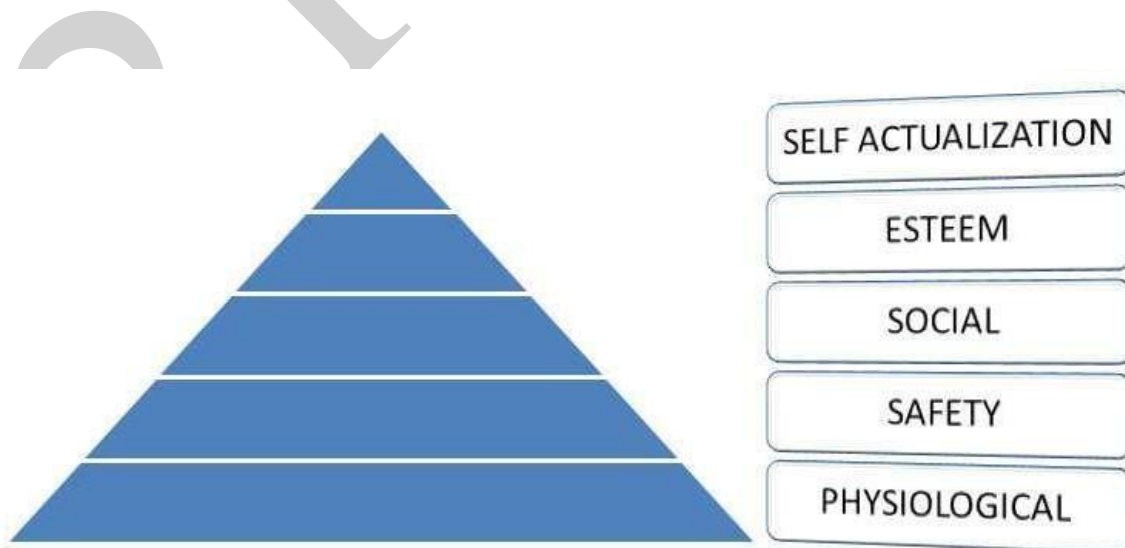 SELF ACTUALIZATION
ESTEEM
SOCIAL
SAFETY
PHYSIOLOGICAL